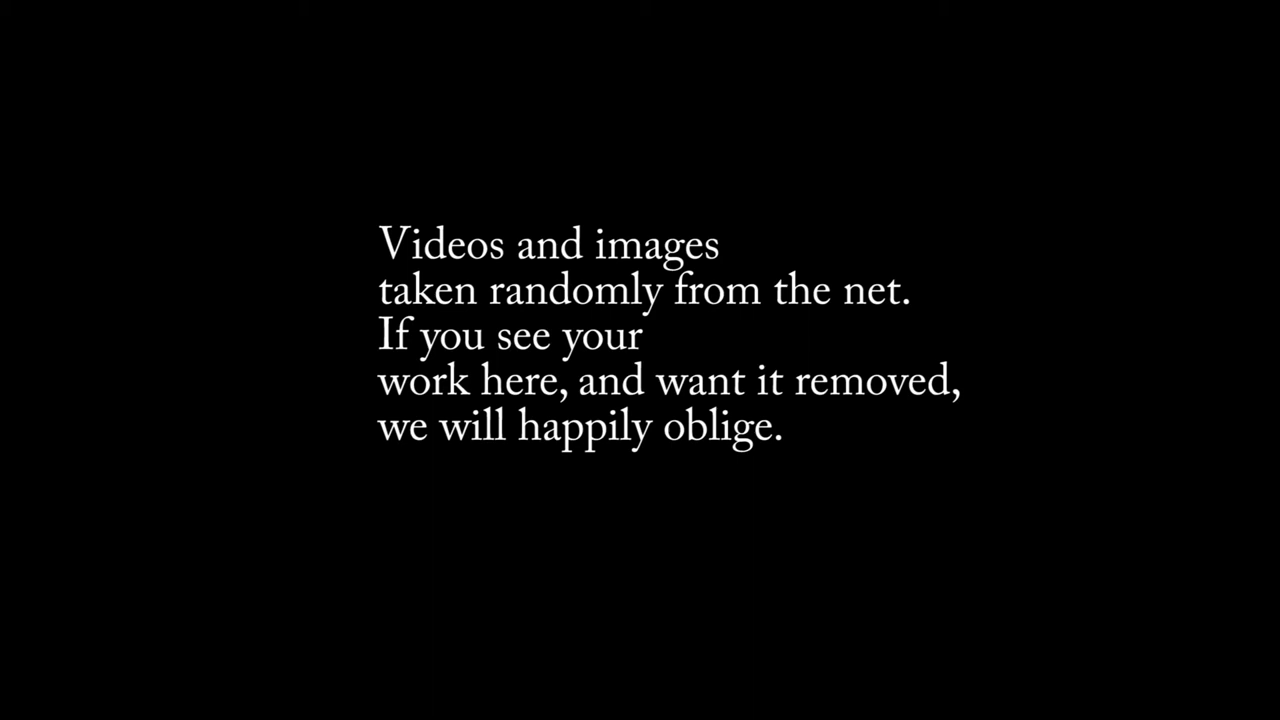 Videos and images
taken randomly from the net.
If you see your
work here, and want it removed,
we will happily oblige.